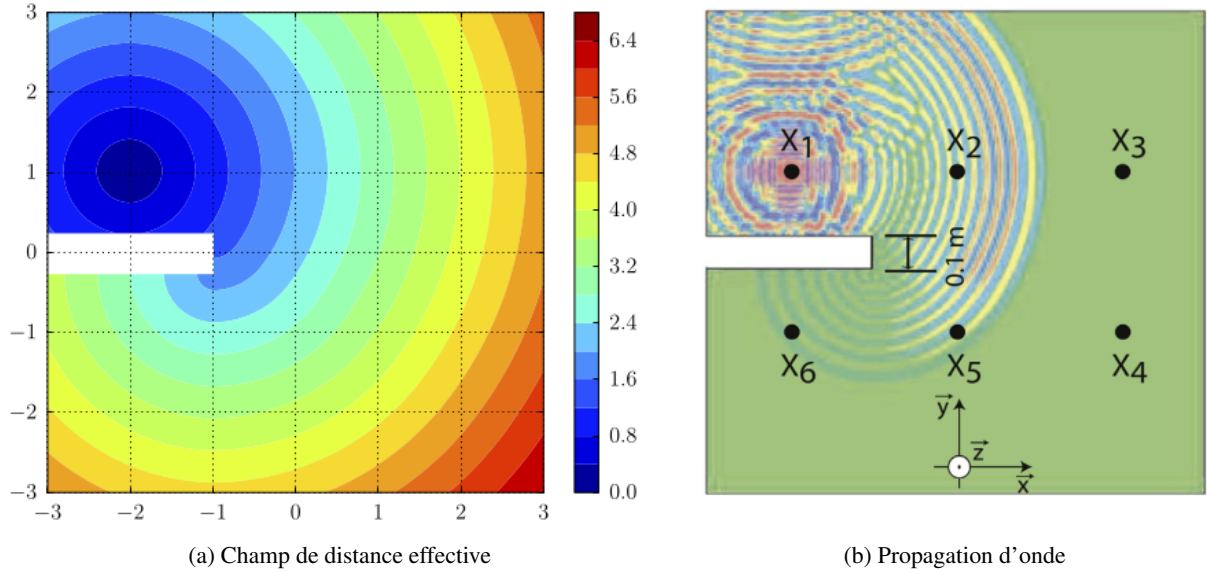 3
2
1
0
−1
−2
−3
−3 −2 −1 0 1 2 3
6.4
5.6
4.8
4.0
3.2
2.4
1.6
0.8
0.0
(a) Champ de distance effective
X1 X2 X3
0.1 m
X6 X5 X4
y
z
x
(b) Propagation d'onde